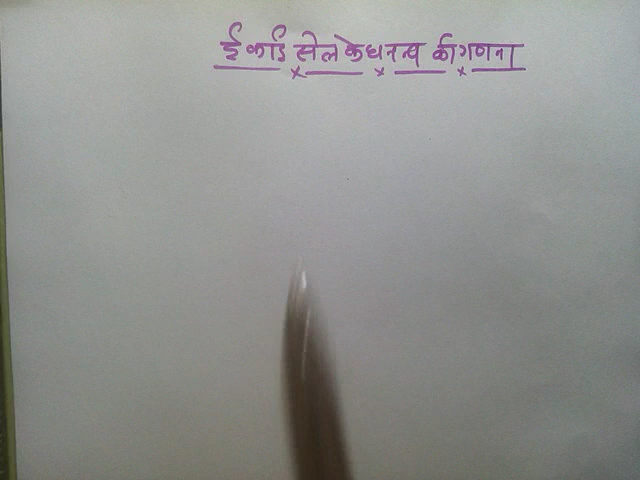 ईकाई सेल के घनत्व की गणना